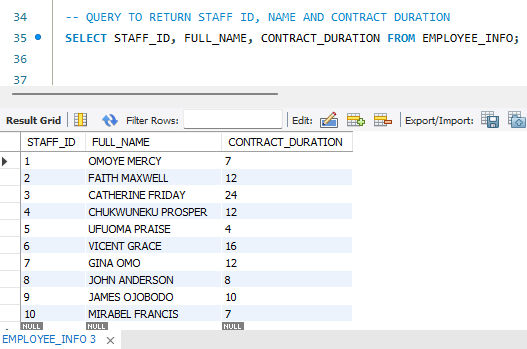 34 -- QUERY TO RETURN STAFF ID, NAME AND CONTRACT DURATION
35 SELECT STAFF_ID, FULL_NAME, CONTRACT_DURATION FROM EMPLOYEE_INFO;
36
37
Result Grid Filter Rows: Edit: Export/Import:
STAFF_ID FULL_NAME CONTRACT_DURATION
1 OMOYE MERCY 7
2 FAITH MAXWELL 12
3 CATHERINE FRIDAY 24
4 CHUKWUNEKU PROSPER 12
5 UFUOMA PRAISE 4
6 VICENT GRACE 16
7 GINA OMO 12
8 JOHN ANDERSON 8
9 JAMES OJOBODO 10
10 MIRABEL FRANCIS 7
NULL NULL NULL
EMPLOYEE_INFO 3